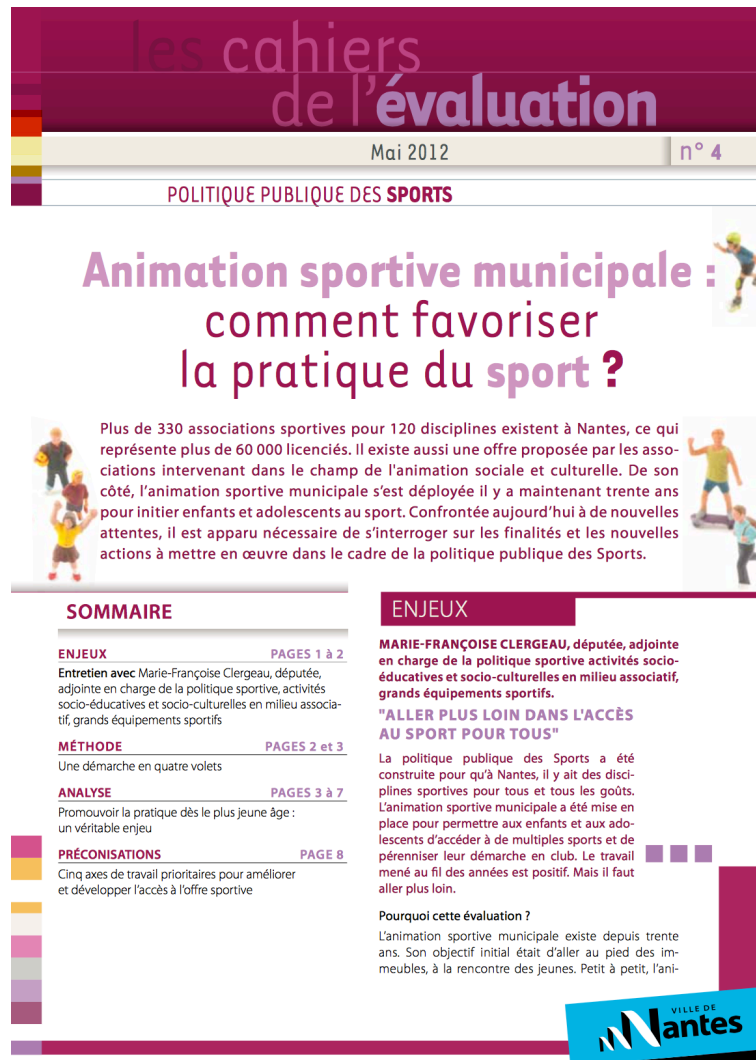 les cahiers
de l'évaluation
Mai 2012
n° 4
POLITIQUE PUBLIQUE DES SPORTS
Animation sportive municipale :
comment favoriser
la pratique du sport ?
Plus de 330 associations sportives pour 120 disciplines existent à Nantes, ce qui
représente plus de 60 000 licenciés. Il existe aussi une offre proposée par les asso-
ciations intervenant dans le champ de l'animation sociale et culturelle. De son
côté, l'animation sportive municipale s'est déployée il y a maintenant trente ans
pour initier enfants et adolescents au sport. Confrontée aujourd'hui à de nouvelles
attentes, il est apparu nécessaire de s'interroger sur les finalités et les nouvelles
actions à mettre en œuvre dans le cadre de la politique publique des Sports.
SOMMAIRE
ENJEUX PAGES 1 à 2
Entretien avec Marie-Françoise Clergeau, députée,
adjointe en charge de la politique sportive, activités
socio-éducatives et socio-culturelles en milieu associa-
tif, grands équipements sportifs
MÉTHODE PAGES 2 et 3
Une démarche en quatre volets
ANALYSE PAGES 3 à 7
Promouvoir la pratique dès le plus jeune âge :
un véritable enjeu
PRÉCONISATIONS PAGE 8
Cinq axes de travail prioritaires pour améliorer
et développer l'accès à l'offre sportive
ENJEUX
MARIE-FRANÇOISE CLERGEAU, députée, adjointe
en charge de la politique sportive activités socio-
éducatives et socio-culturelles en milieu associatif,
grands équipements sportifs.
"ALLER PLUS LOIN DANS L'ACCÈS
AU SPORT POUR TOUS"
La politique publique des Sports a été
construite pour qu'à Nantes, il y ait des disci-
plines sportives pour tous et tous les goûts.
L'animation sportive municipale a été mise en
place pour permettre aux enfants et aux ado-
lescents d'accéder à de multiples sports et de
pérenniser leur démarche en club. Le travail
mené au fil des années est positif. Mais il faut
aller plus loin.
Pourquoi cette évaluation ?
L'animation sportive municipale existe depuis trente
ans. Son objectif initial était d'aller au pied des im-
meubles, à la rencontre des jeunes. Petit à petit, l'ani-
VILLE DE
Nantes